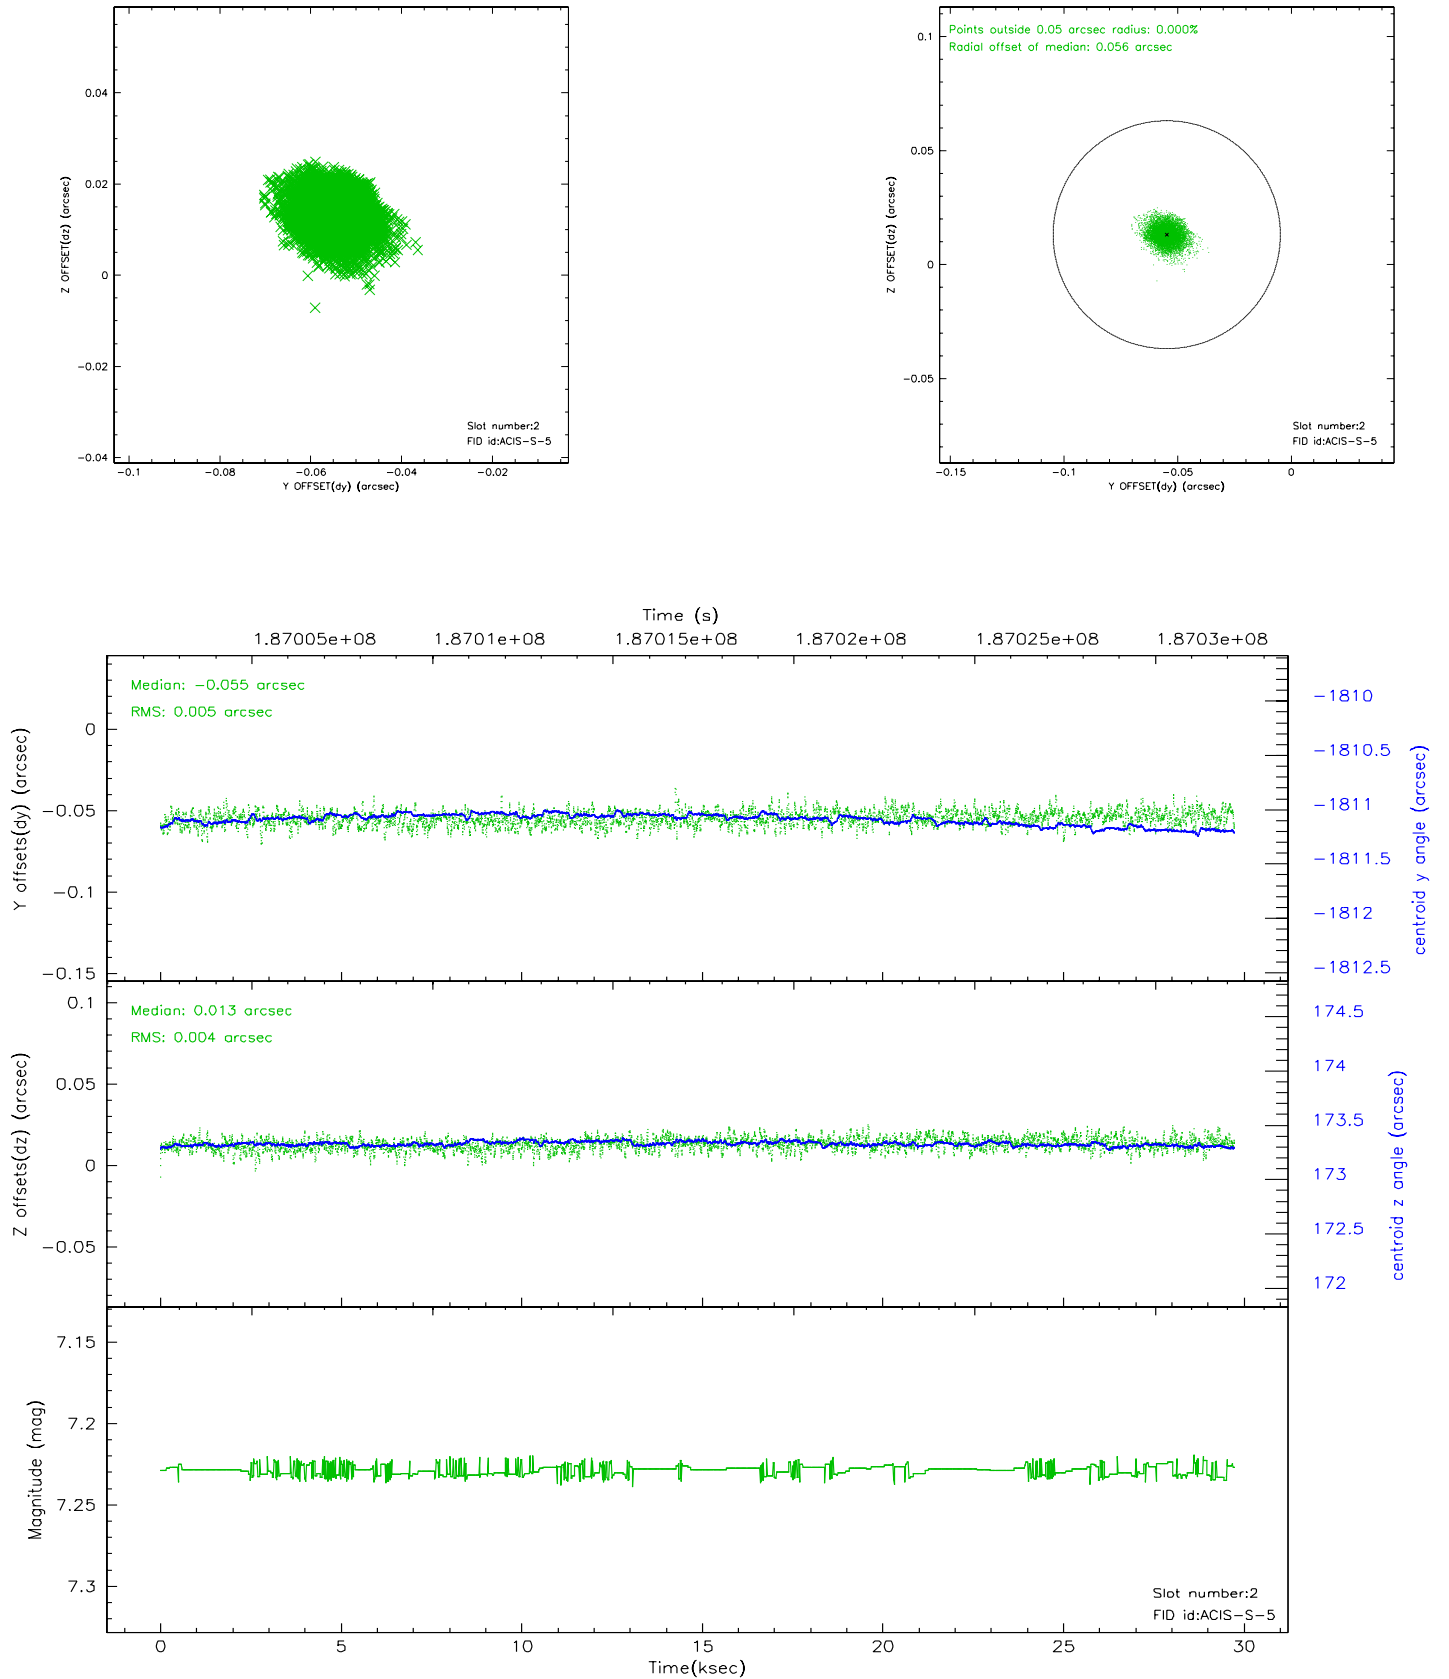 0.04
0.02
0
−0.02
−0.04
Z OFFSET(dz) (arcsec)
−0.1
−0.08
−0.06
−0.04
−0.02
Y OFFSET(dy) (arcsec)
Slot number:2
FID id:ACIS−S−5
Points outside 0.05 arcsec radius: 0.000%
Radial offset of median: 0.056 arcsec
0.1
0.05
0
−0.05
Z OFFSET(dz) (arcsec)
−0.15
−0.1
−0.05
0
Y OFFSET(dy) (arcsec)
Slot number:2
FID id:ACIS−S−5
Time (s)
1.87005e+08
1.8701e+08
1.87015e+08
1.8702e+08
1.87025e+08
1.8703e+08
Median: −0.055 arcsec
RMS: 0.005 arcsec
0
−0.05
−0.1
−0.15
Y offsets(dy) (arcsec)
−1810
−1810.5
−1811
−1811.5
−1812
−1812.5
centroid y angle (arcsec)
Median: 0.013 arcsec
RMS: 0.004 arcsec
0.1
0.05
0
−0.05
Z offsets(dz) (arcsec)
174.5
174
173.5
173
172.5
172
centroid z angle (arcsec)
7.15
7.2
7.25
7.3
Magnitude (mag)
Slot number:2
FID id:ACIS−S−5
0
5
10
15
20
25
30
Time(ksec)